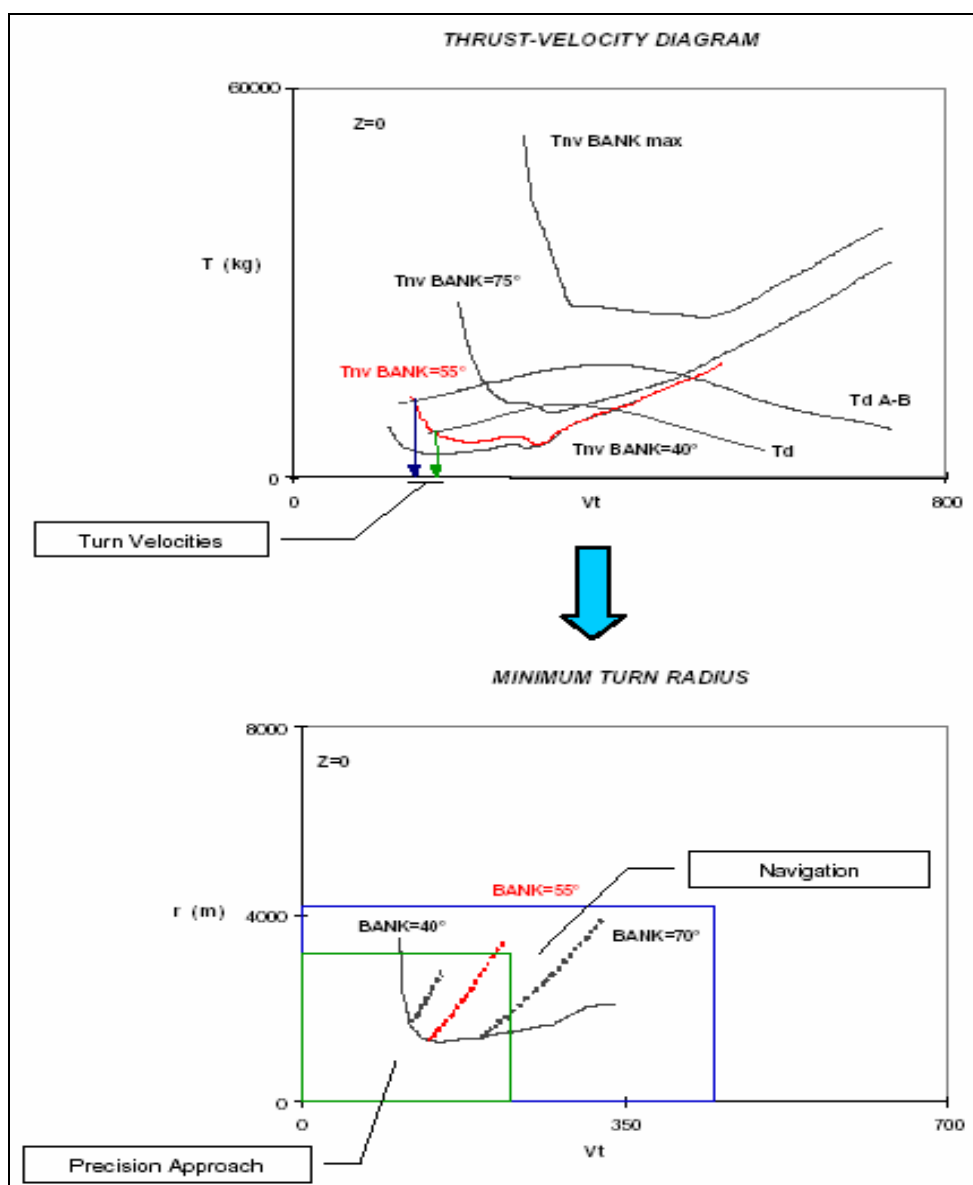 THRUST-VELOCITY DIAGRAM
60000
Z=0
Tnv BANK max
T (kg)
Tnv BANK=75°
Tnv BANK=55°
Td A-B
Tnv BANK=40°
Td
0
0
Vt
800
Turn Velocities
MINIMUM TURN RADIUS
8000
Z=0
Navigation
BANK=55°
r (m)
4000
BANK=40°
BANK=70°
0
0
350
700
Vt
Precision Approach